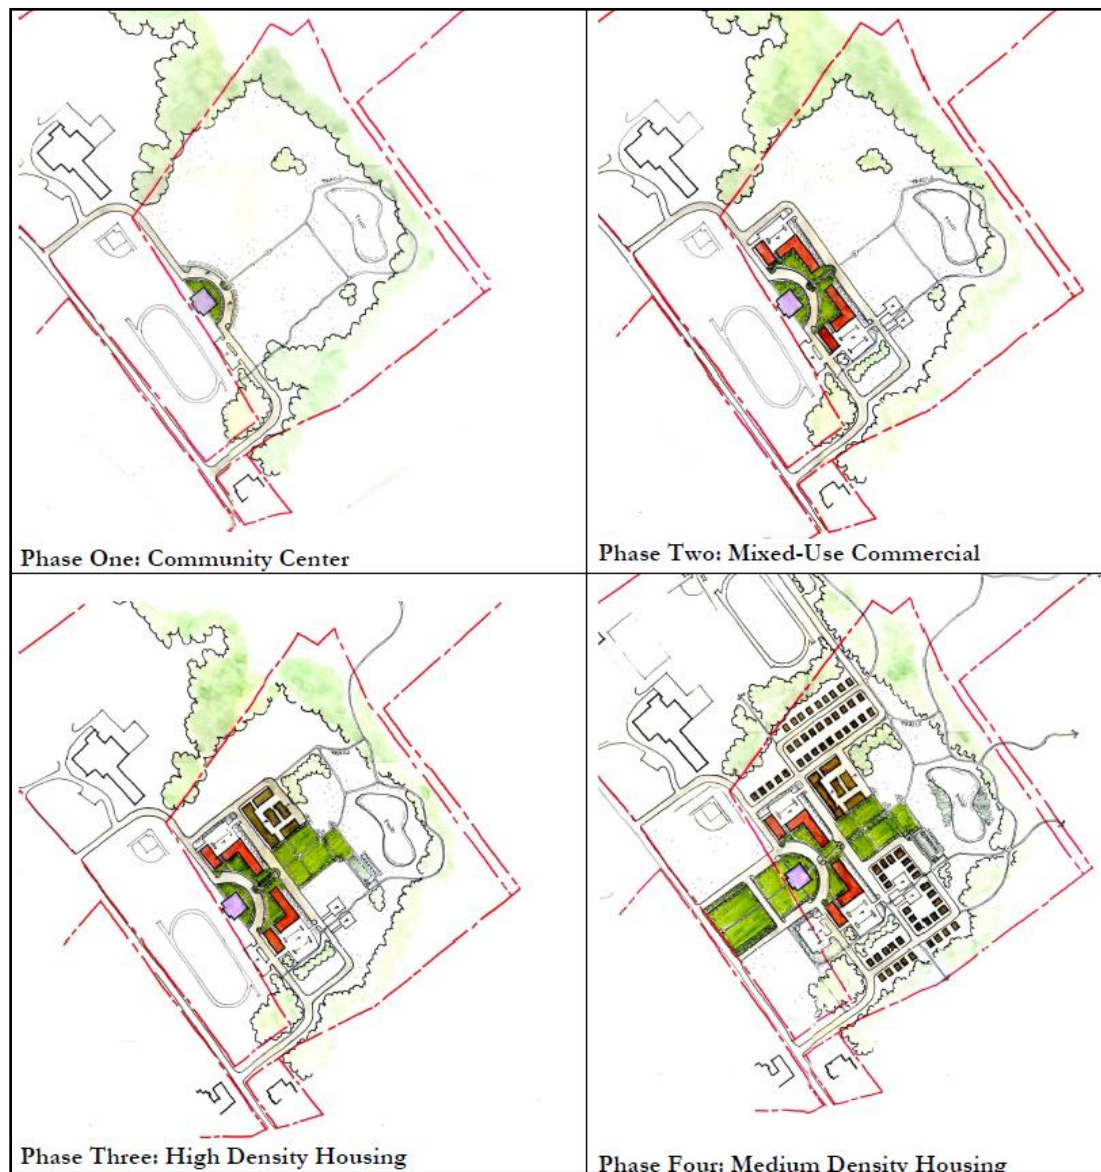 Phase One: Community Center
Phase Two: Mixed-Use Commercial
Phase Three: High Density Housing
Phase Four: Medium Density Housing